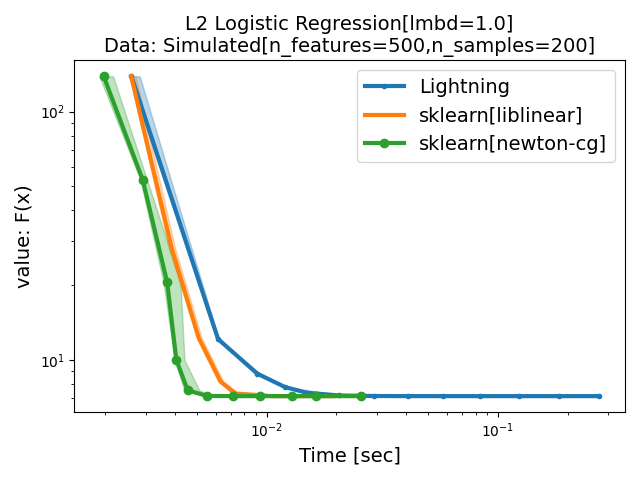 L2 Logistic Regression[lmbd=1.0]
Data: Simulated[n_features=500,n_samples=200]
Lightning
sklearn[liblinear]
sklearn[newton-cg]
value: F(x)
10²
10¹
10⁻²
10⁻¹
Time [sec]